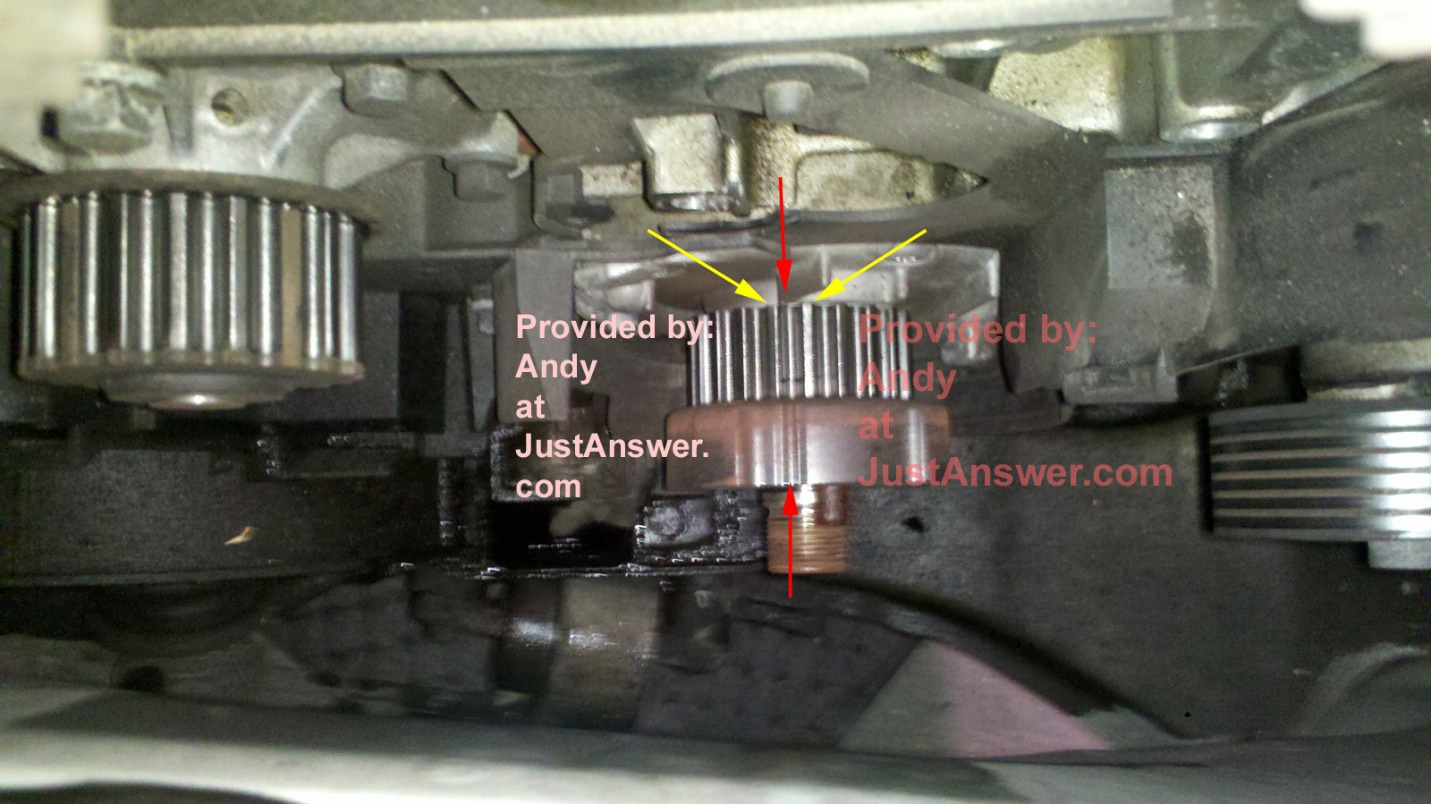 Provided by:
Andy
at
JustAnswer.
com
Provided by:
Andy
at
JustAnswer.com